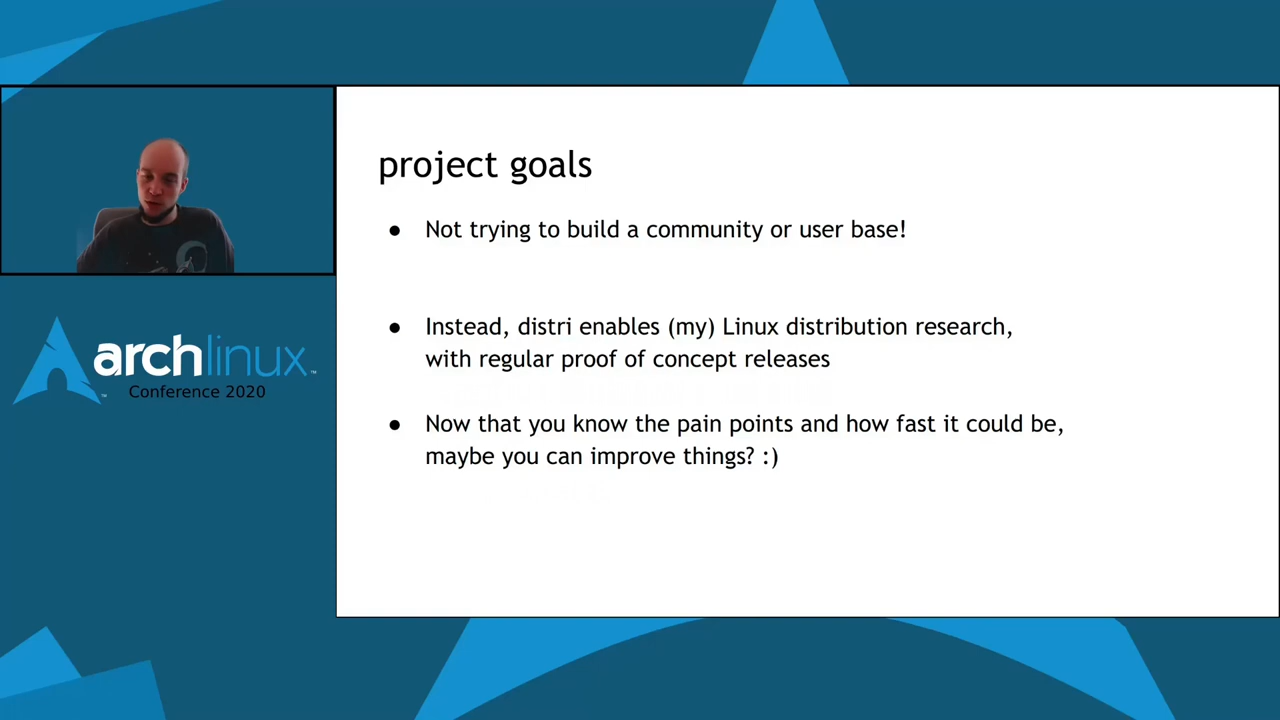 project goals
● Not trying to build a community or user base!
● Instead, distri enables (my) Linux distribution research,
with regular proof of concept releases
● Now that you know the pain points and how fast it could be,
maybe you can improve things? :)
archlinux™
Conference 2020